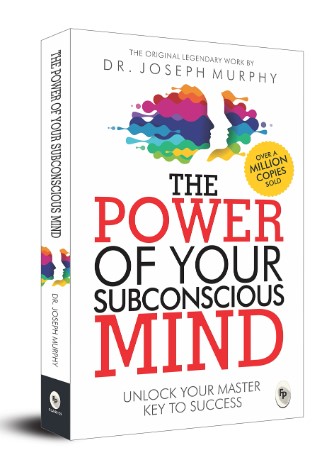 THE ORIGINAL LEGENDARY WORK BY
DR. JOSEPH MURPHY
OVER A
MILLION
COPIES
SOLD
THE
POWER
OF YOUR
SUBCONSCIOUS
MIND
UNLOCK YOUR MASTER
KEY TO SUCCESS
FP
THE POWER OF YOUR SUBCONSCIOUS MIND
DR. JOSEPH MURPHY
FP